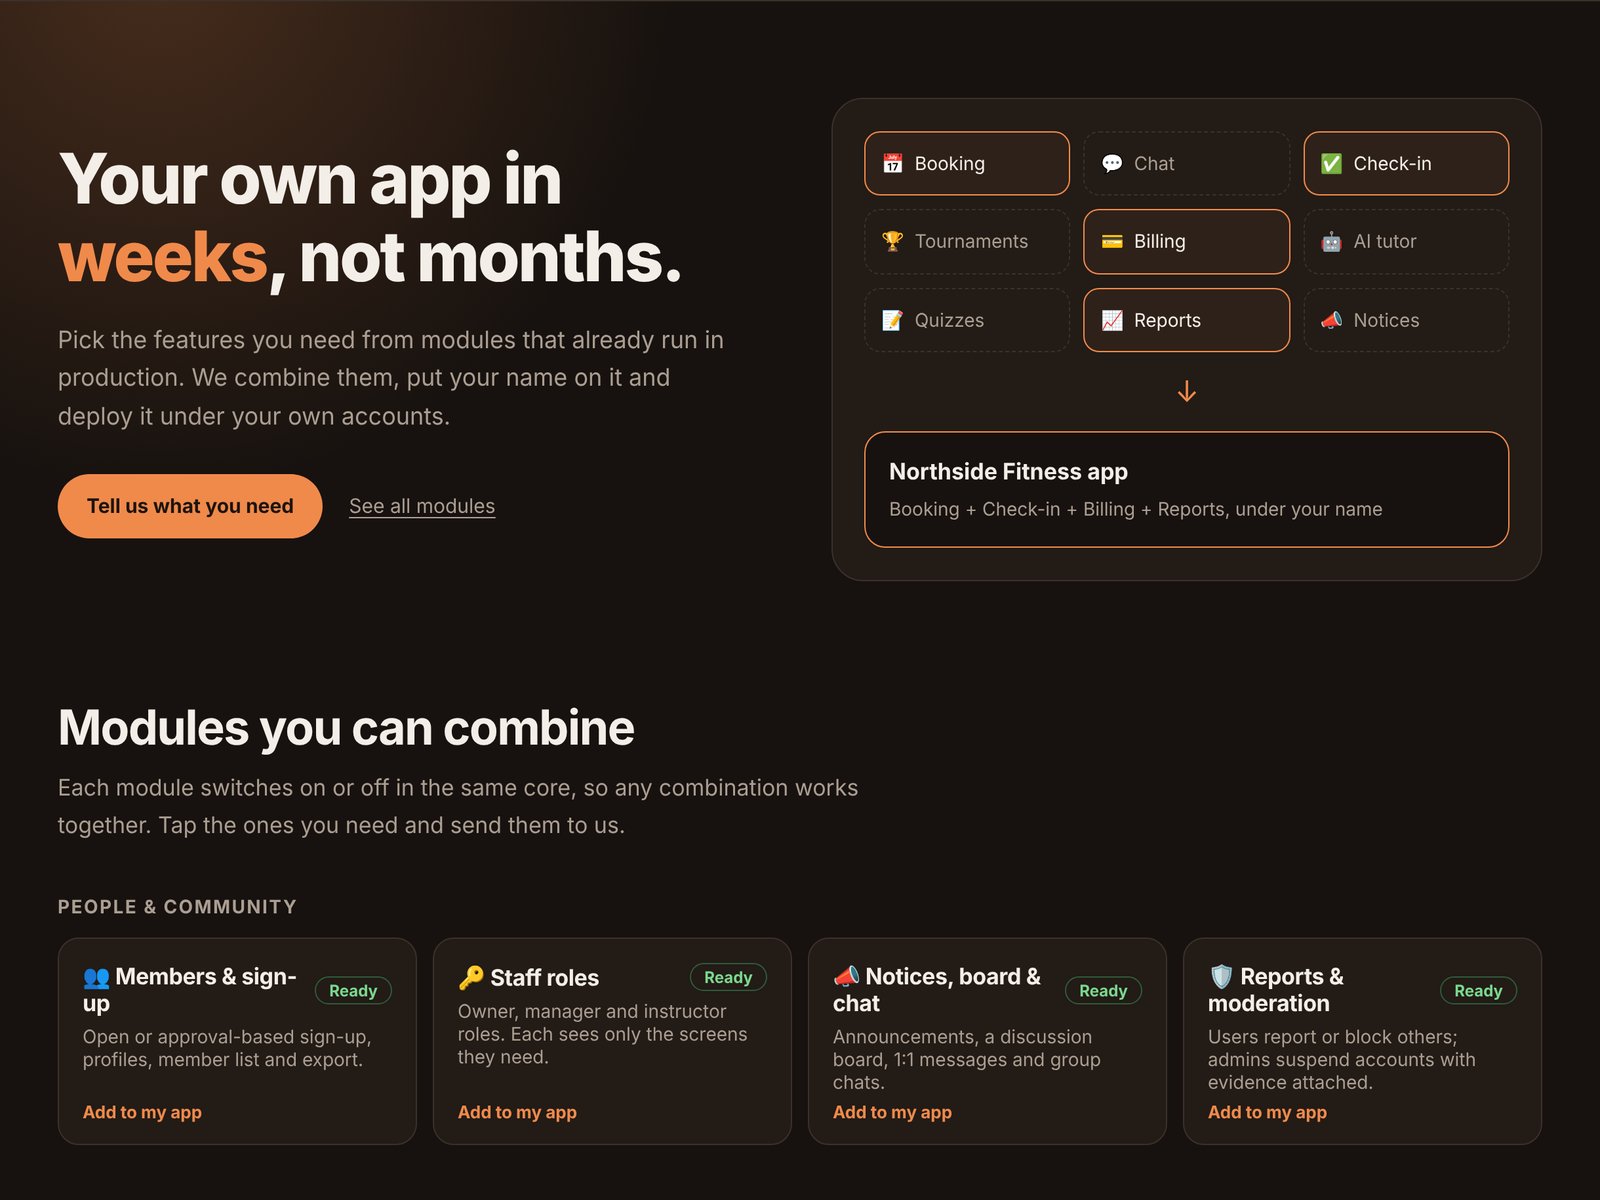 Your own app in
weeks, not months.
Pick the features you need from modules that already run in
production. We combine them, put your name on it and
deploy it under your own accounts.
Tell us what you need
See all modules
Booking
Chat
Check-in
Tournaments
Billing
AI tutor
Quizzes
Reports
Notices
Northside Fitness app
Booking + Check-in + Billing + Reports, under your name
Modules you can combine
Each module switches on or off in the same core, so any combination works
together. Tap the ones you need and send them to us.
PEOPLE & COMMUNITY
Members & sign-
up
Ready
Open or approval-based sign-up,
profiles, member list and export.
Add to my app
Staff roles
Ready
Owner, manager and instructor
roles. Each sees only the screens
they need.
Add to my app
Notices, board &
chat
Ready
Announcements, a discussion
board, 1:1 messages and group
chats.
Add to my app
Reports &
moderation
Ready
Users report or block others;
admins suspend accounts with
evidence attached.
Add to my app